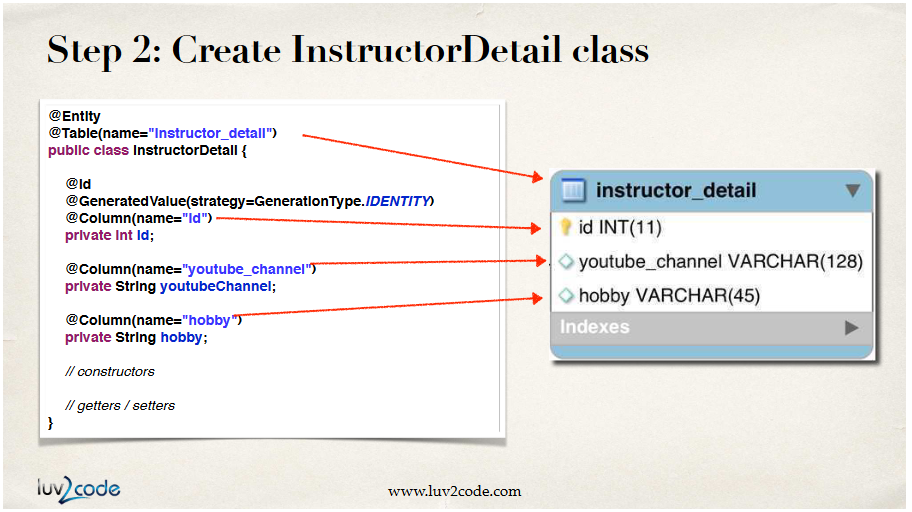 Step 2: Create InstructorDetail class
@Entity
@Table(name="instructor_detail")
public class InstructorDetail {
@Id
@GeneratedValue(strategy=GenerationType.IDENTITY)
@Column(name="id")
private int id;
@Column(name="youtube_channel")
private String youtubeChannel;
@Column(name="hobby")
private String hobby;
// constructors
// getters / setters
}
instructor_detail
id INT(11)
youtube_channel VARCHAR(128)
hobby VARCHAR(45)
Indexes
luv2code
www.luv2code.com